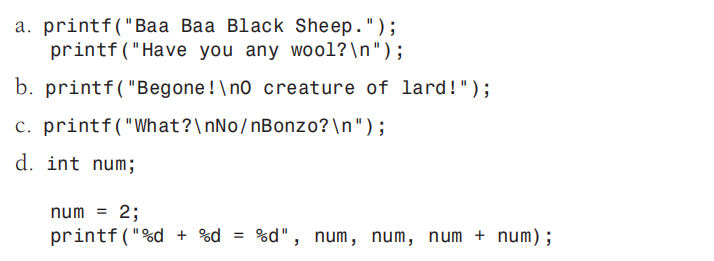 a. printf("Baa Baa Black Sheep.");
printf("Have you any wool?\n");
b. printf("Begone!\nO creature of lard!");
c. printf("What?\nNo/nBonzo?\n");
d. int num;
num = 2;
printf("%d + %d = %d", num, num, num + num);